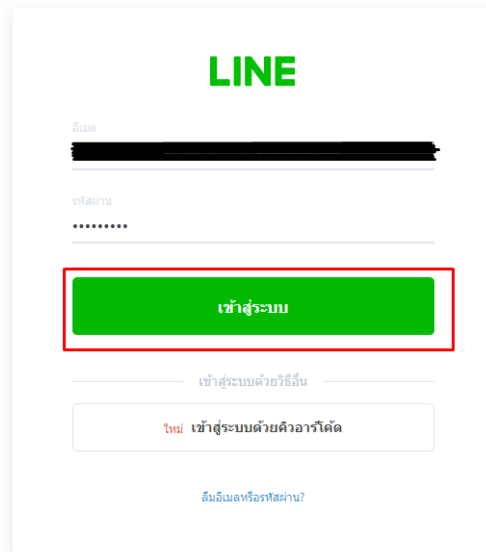 LINE
อีเมล
รหัสผ่าน
•••••••••
เข้าสู่ระบบ
เข้าสู่ระบบด้วยวิธีอื่น
ใหม่ เข้าสู่ระบบด้วยคิวอาร์โค้ด
ลืมอีเมลหรือรหัสผ่าน?